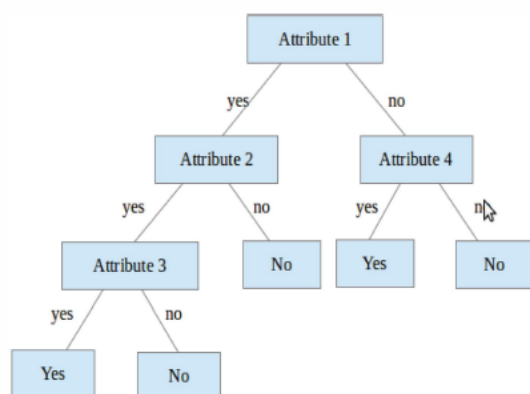 Attribute 1
yes
no
Attribute 2
Attribute 4
yes
no
yes
Attribute 3
No
Yes
No
yes
no
Yes
No